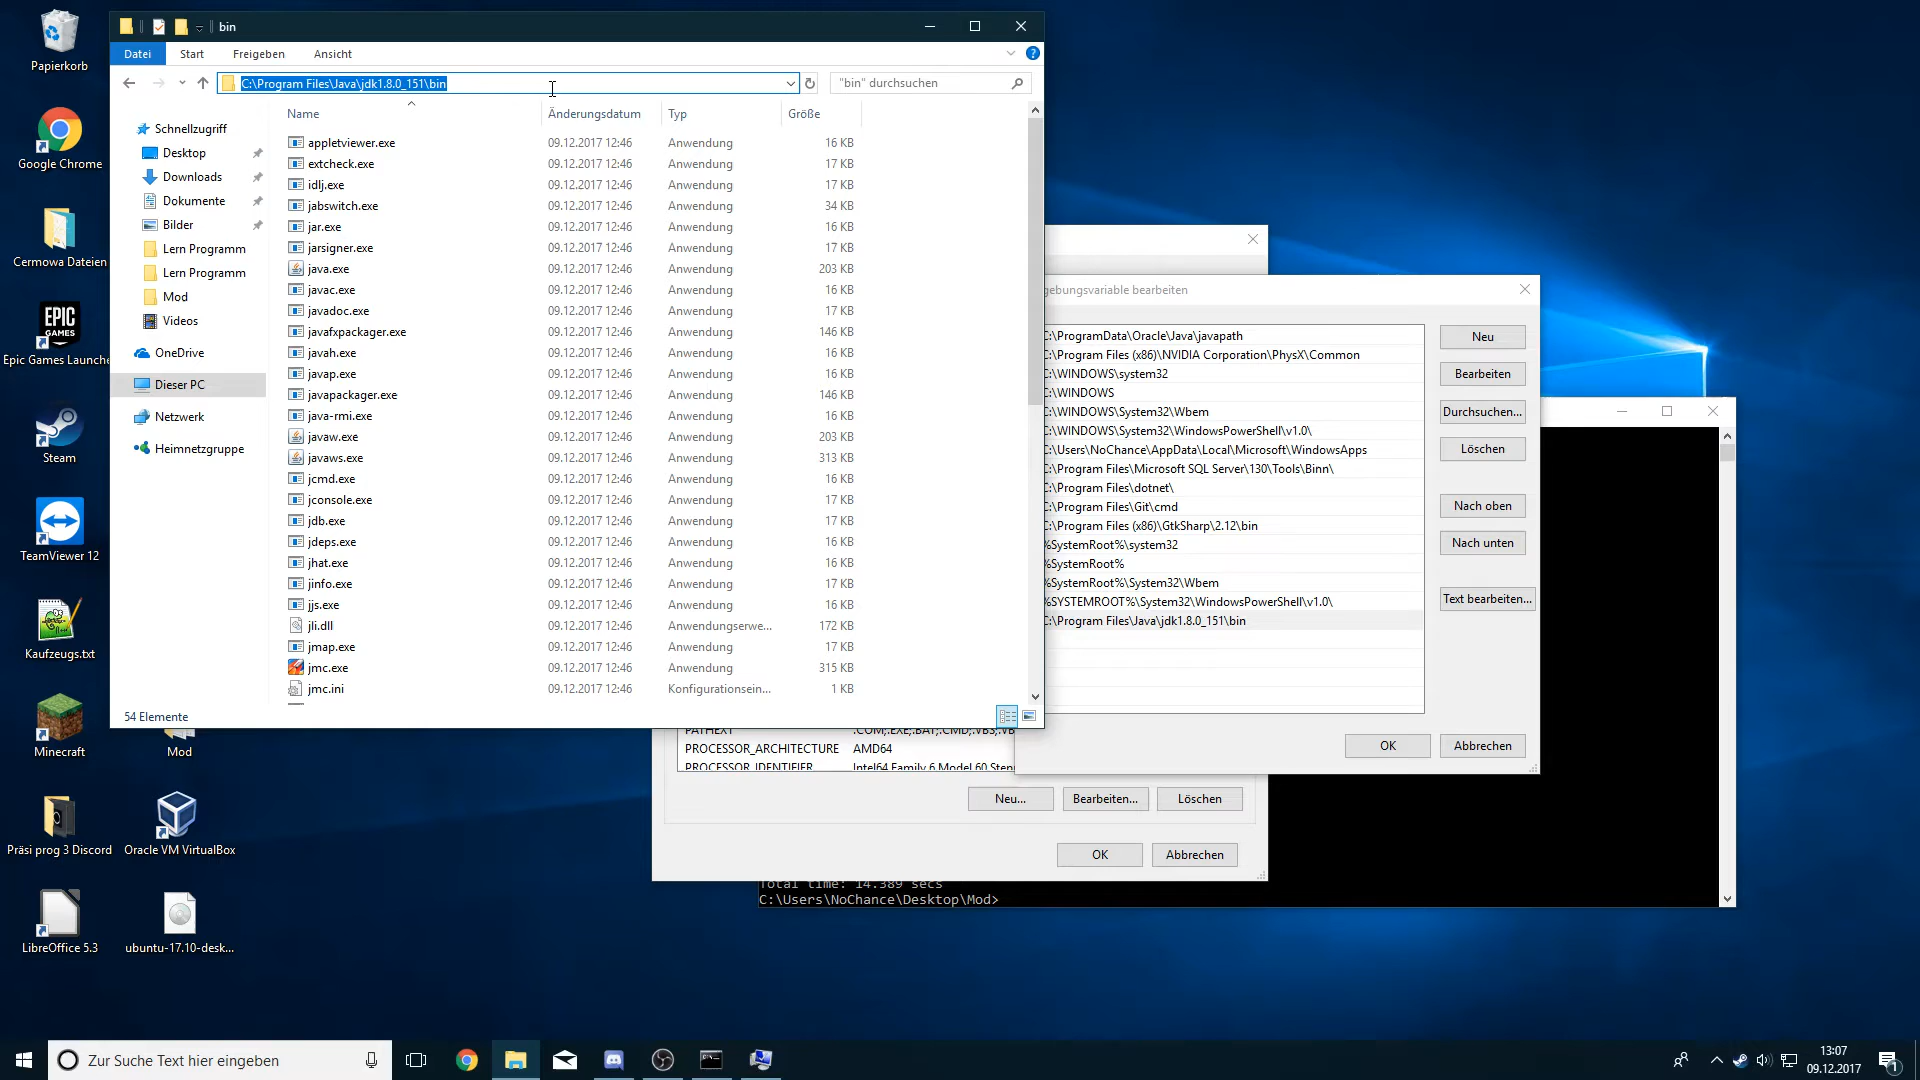 Papierkorb
Google Chrome
Cermowa Dateien
EPIC
GAMES
Epic Games Launche
Steam
TeamViewer 12
Kaufzeugs.txt
Minecraft
Mod
Präsi prog 3 Discord
Oracle VM VirtualBox
LibreOffice 5.3
ubuntu-17.10-desk...
bin
Datei Start Freigeben Ansicht
C:\Program Files\Java\jdk1.8.0_151\bin
"bin" durchsuchen
Schnellzugriff
Desktop
Downloads
Dokumente
Bilder
Lern Programm
Lern Programm
Mod
Videos
OneDrive
Dieser PC
Netzwerk
Heimnetzgruppe
Name Änderungsdatum Typ Größe
appletviewer.exe 09.12.2017 12:46 Anwendung 16 KB
extcheck.exe 09.12.2017 12:46 Anwendung 17 KB
idlj.exe 09.12.2017 12:46 Anwendung 17 KB
jabswitch.exe 09.12.2017 12:46 Anwendung 34 KB
jar.exe 09.12.2017 12:46 Anwendung 16 KB
jarsigner.exe 09.12.2017 12:46 Anwendung 17 KB
java.exe 09.12.2017 12:46 Anwendung 203 KB
javac.exe 09.12.2017 12:46 Anwendung 16 KB
javadoc.exe 09.12.2017 12:46 Anwendung 17 KB
javafxpackager.exe 09.12.2017 12:46 Anwendung 146 KB
javah.exe 09.12.2017 12:46 Anwendung 16 KB
javap.exe 09.12.2017 12:46 Anwendung 16 KB
javapackager.exe 09.12.2017 12:46 Anwendung 146 KB
java-rmi.exe 09.12.2017 12:46 Anwendung 16 KB
javaw.exe 09.12.2017 12:46 Anwendung 203 KB
javaws.exe 09.12.2017 12:46 Anwendung 313 KB
jcmd.exe 09.12.2017 12:46 Anwendung 16 KB
jconsole.exe 09.12.2017 12:46 Anwendung 17 KB
jdb.exe 09.12.2017 12:46 Anwendung 17 KB
jdeps.exe 09.12.2017 12:46 Anwendung 16 KB
jhat.exe 09.12.2017 12:46 Anwendung 16 KB
jinfo.exe 09.12.2017 12:46 Anwendung 17 KB
jjs.exe 09.12.2017 12:46 Anwendung 16 KB
jli.dll 09.12.2017 12:46 Anwendungserwe... 172 KB
jmap.exe 09.12.2017 12:46 Anwendung 17 KB
jmc.exe 09.12.2017 12:46 Anwendung 315 KB
jmc.ini 09.12.2017 12:46 Konfigurationsein... 1 KB
54 Elemente
gebungsvariable bearbeiten
C:\ProgramData\Oracle\Java\javapath
C:\Program Files (x86)\NVIDIA Corporation\PhysX\Common
C:\WINDOWS\system32
C:\WINDOWS
C:\WINDOWS\System32\Wbem
C:\WINDOWS\System32\WindowsPowerShell\v1.0\
C:\Users\NoChance\AppData\Local\Microsoft\WindowsApps
C:\Program Files\Microsoft SQL Server\130\Tools\Binn\
C:\Program Files\dotnet\
C:\Program Files\Git\cmd
C:\Program Files (x86)\GtkSharp\2.12\bin
%SystemRoot%\system32
%SystemRoot%
%SystemRoot%\System32\Wbem
%SYSTEMROOT%\System32\WindowsPowerShell\v1.0\
C:\Program Files\Java\jdk1.8.0_151\bin
Neu
Bearbeiten
Durchsuchen...
Löschen
Nach oben
Nach unten
Text bearbeiten...
OK Abbrechen
PATHEXT .COM;.EXE;.BAT;.CMD;.VBS;.VB
PROCESSOR_ARCHITECTURE AMD64
PROCESSOR_IDENTIFIER Intel64 Family 6 Model 60 Step
Neu... Bearbeiten... Löschen
OK Abbrechen
Total time: 14.389 secs
C:\Users\NoChance\Desktop\Mod>
Zur Suche Text hier eingeben
13:07
09.12.2017
1